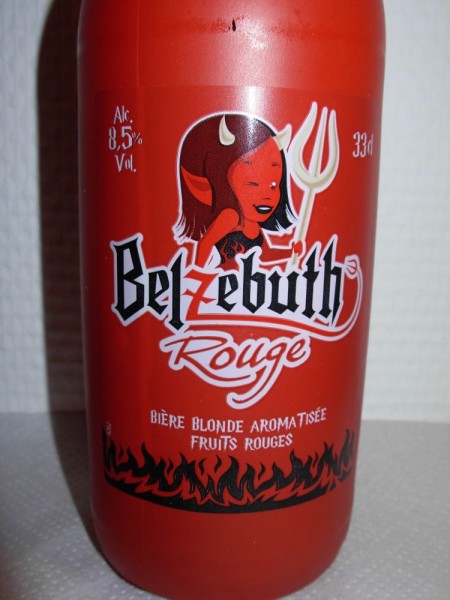 Alc.
8,5%
Vol.
33cl
Belzebuth
Rouge
BIÈRE BLONDE AROMATISÉE
FRUITS ROUGES